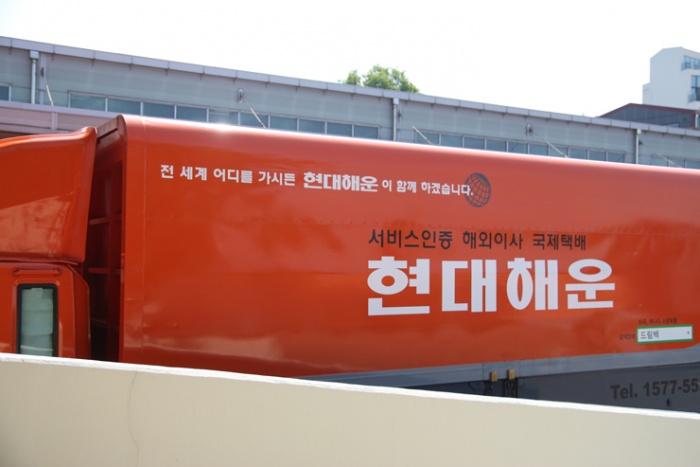 전 세계 어디를 가시든 현대해운이 함께 하겠습니다.
서비스인증 해외이사 국제택배
현대해운
드림백
Tel. 1577-55